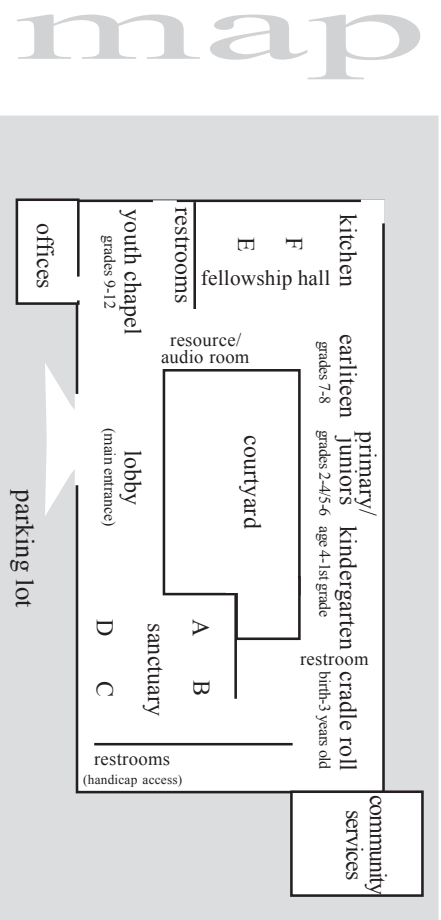 map
offices
youth chapel
grades 9-12
restrooms
E
F
fellowship hall
kitchen
resource/
audio room
earliteen
grades 7-8
primary/
juniors
grades 2-4/5-6
kindergarten
age 4-1st grade
courtyard
lobby
(main entrance)
parking lot
A
B
sanctuary
D
C
restroom
cradle roll
birth-3 years old
restrooms
(handicap access)
community
services